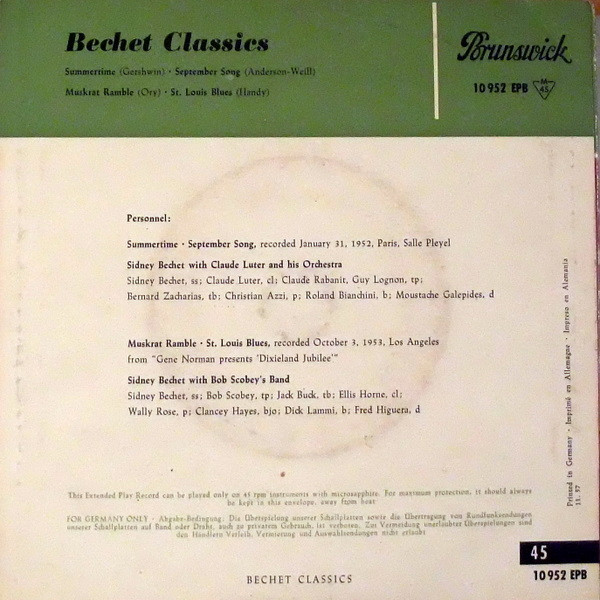 Bechet Classics
Summertime (Gershwin) · September Song (Anderson-Weill)
Muskrat Ramble (Ory) · St. Louis Blues (Handy)
Brunswick
10 952 EPB
M
45
Personnel:
Summertime · September Song, recorded January 31, 1952, Paris, Salle Pleyel
Sidney Bechet with Claude Luter and his Orchestra
Sidney Bechet, ss; Claude Luter, cl; Claude Rabanit, Guy Lognon, tp;
Bernard Zacharias, tb; Christian Azzi, p; Roland Bianchini, b; Moustache Galepides, d
Muskrat Ramble · St. Louis Blues, recorded October 3, 1953, Los Angeles
from "Gene Norman presents 'Dixieland Jubilee'"
Sidney Bechet with Bob Scobey's Band
Sidney Bechet, ss; Bob Scobey, tp; Jack Buck, tb; Ellis Horne, cl;
Wally Rose, p; Clancey Hayes, bjo; Dick Lammi, b; Fred Higuera, d
Printed in Germany · Imprimé en Allemagne · Impreso en Alemania
11. 57
This Extended Play Record can be played only on 45 rpm instruments with microsapphire. For maximum protection, it should always
be kept in this envelope, away from heat
FOR GERMANY ONLY - Abgabe-Bedingung: Die Überspielung unserer Schallplatten sowie die Übertragung von Rundfunksendungen
unserer Schallplatten auf Band oder Draht, auch zu privatem Gebrauch, ist verboten. Zur Vermeidung unerlaubter Überspielungen sind
den Händlern Verleih, Vermietung und Auswahlsendungen nicht erlaubt
45
10 952 EPB
BECHET CLASSICS